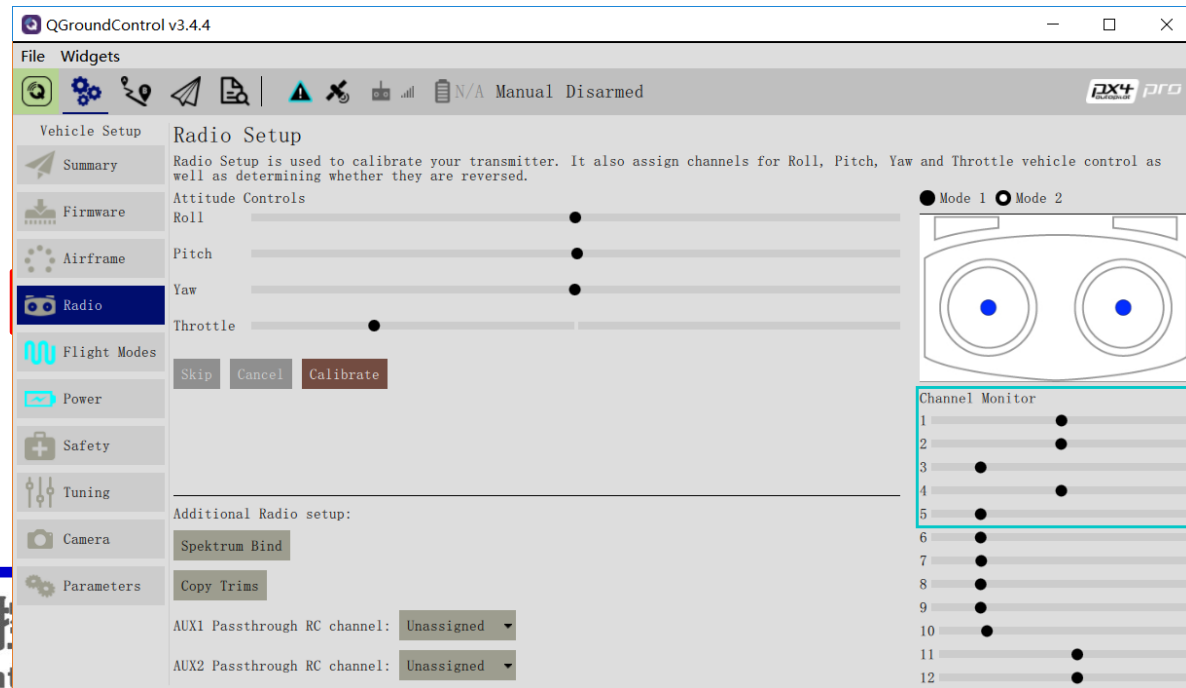 QGroundControl v3.4.4
File Widgets
N/A Manual Disarmed
px4 pro
autopilot
Vehicle Setup
Summary
Firmware
Airframe
Radio
Flight Modes
Power
Safety
Tuning
Camera
Parameters
Radio Setup
Radio Setup is used to calibrate your transmitter. It also assign channels for Roll, Pitch, Yaw and Throttle vehicle control as
well as determining whether they are reversed.
Attitude Controls
Roll
Pitch
Yaw
Throttle
Skip Cancel Calibrate
Additional Radio setup:
Spektrum Bind
Copy Trims
AUX1 Passthrough RC channel: Unassigned
AUX2 Passthrough RC channel: Unassigned
Mode 1 Mode 2
Channel Monitor
1
2
3
4
5
6
7
8
9
10
11
12